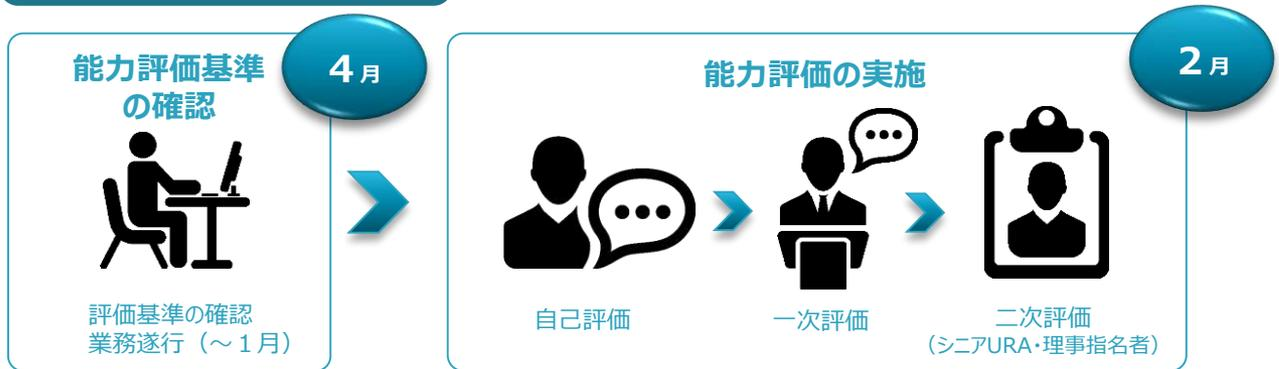 能力評価基準
の確認
4月
評価基準の確認
業務遂行（～１月）
能力評価の実施
2月
自己評価
一次評価
二次評価
（シニアURA・理事指名者）